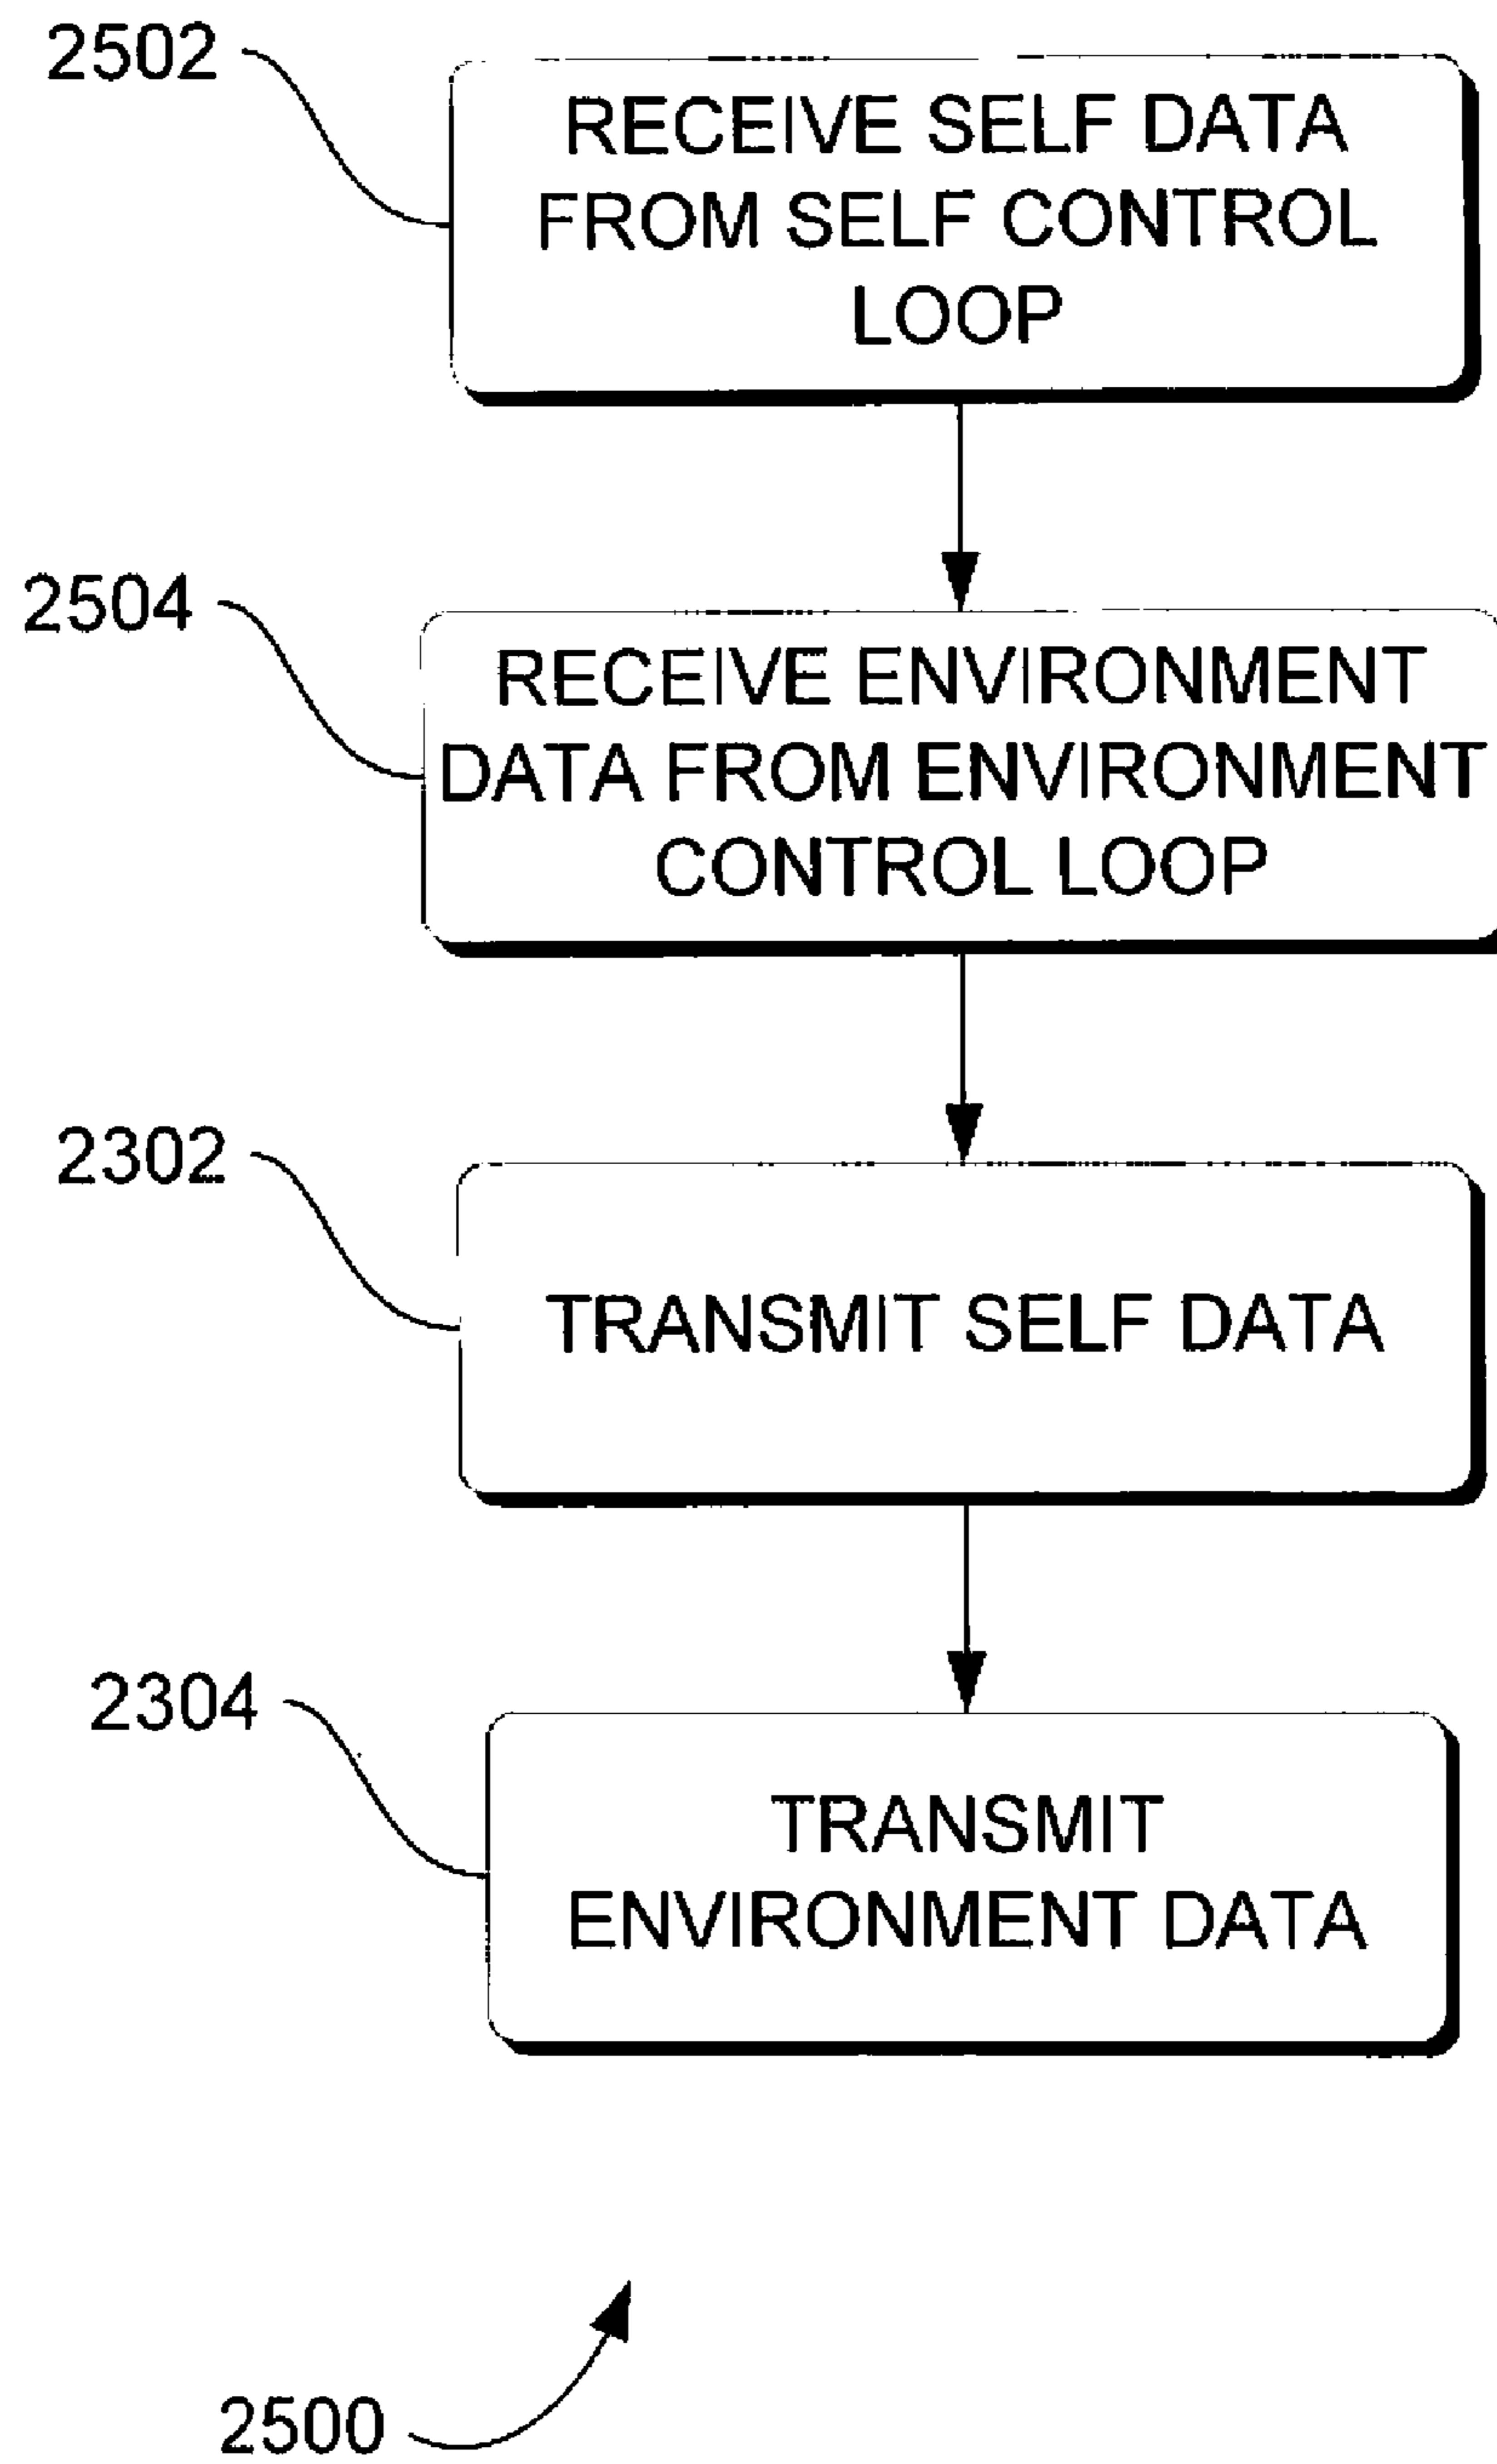 2502
RECEIVE SELF DATA
FROM SELF CONTROL
LOOP
2504
RECEIVE ENVIRONMENT
DATA FROM ENVIRONMENT
CONTROL LOOP
2302
TRANSMIT SELF DATA
2304
TRANSMIT
ENVIRONMENT DATA
2500